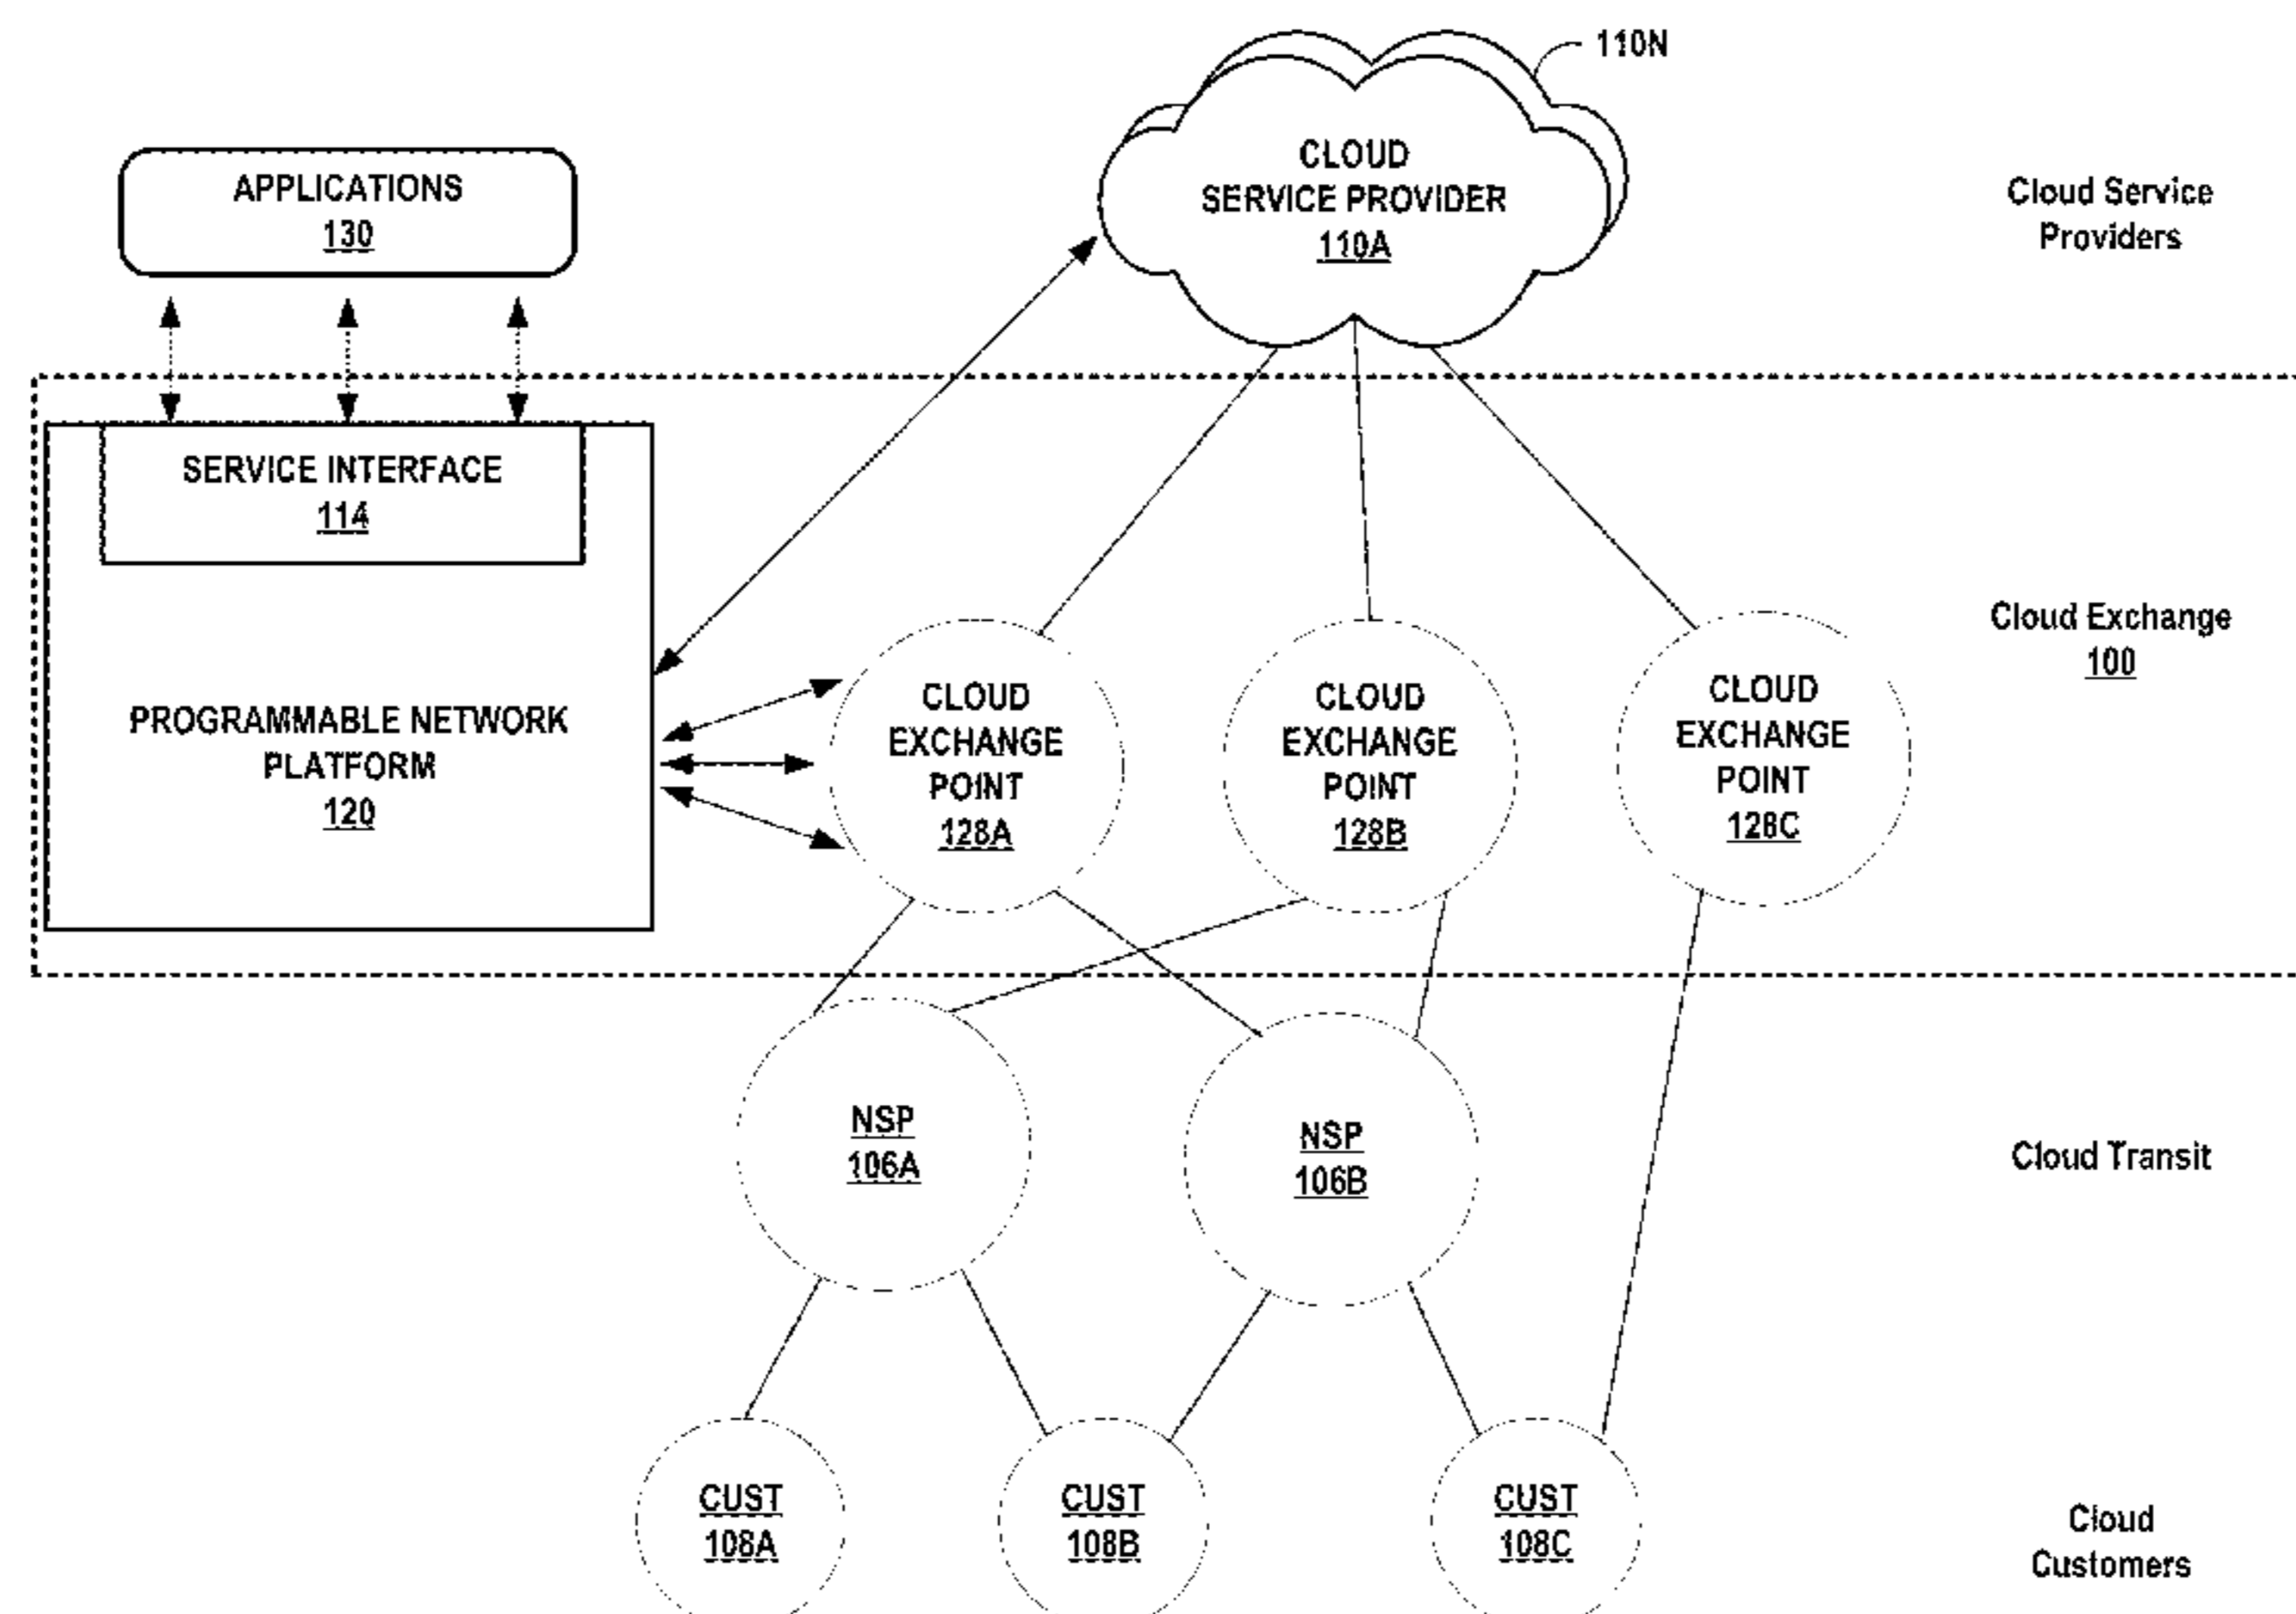 110N
CLOUD
SERVICE PROVIDER
110A
Cloud Service
Providers
APPLICATIONS
130
SERVICE INTERFACE
114
PROGRAMMABLE NETWORK
PLATFORM
120
CLOUD
EXCHANGE
POINT
128A
CLOUD
EXCHANGE
POINT
128B
CLOUD
EXCHANGE
POINT
128C
Cloud Exchange
100
NSP
106A
NSP
106B
Cloud Transit
CUST
108A
CUST
108B
CUST
108C
Cloud
Customers